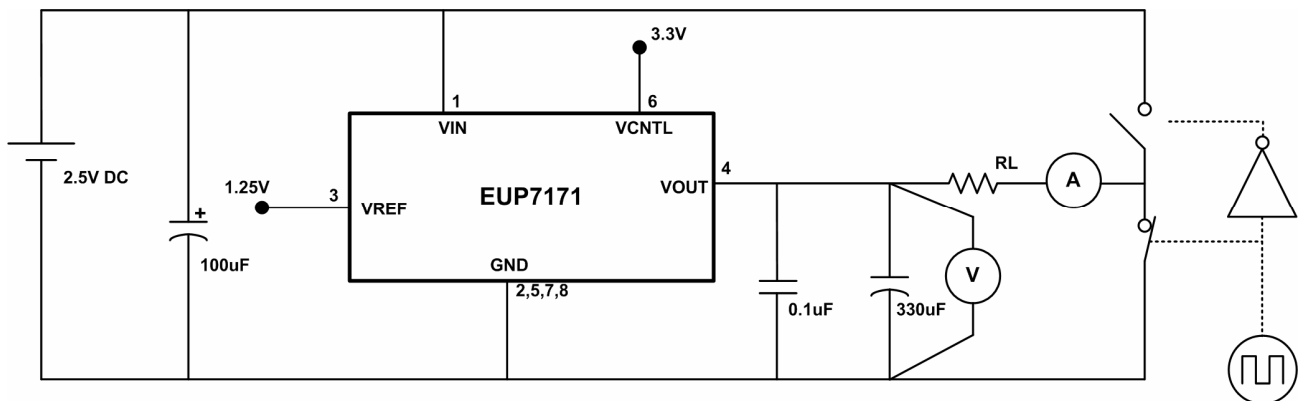 3.3V
1
6
VIN
VCNTL
2.5V DC
1.25V
3
VREF
EUP7171
VOUT
4
RL
A
+
100uF
GND
2,5,7,8
0.1uF
330uF
V